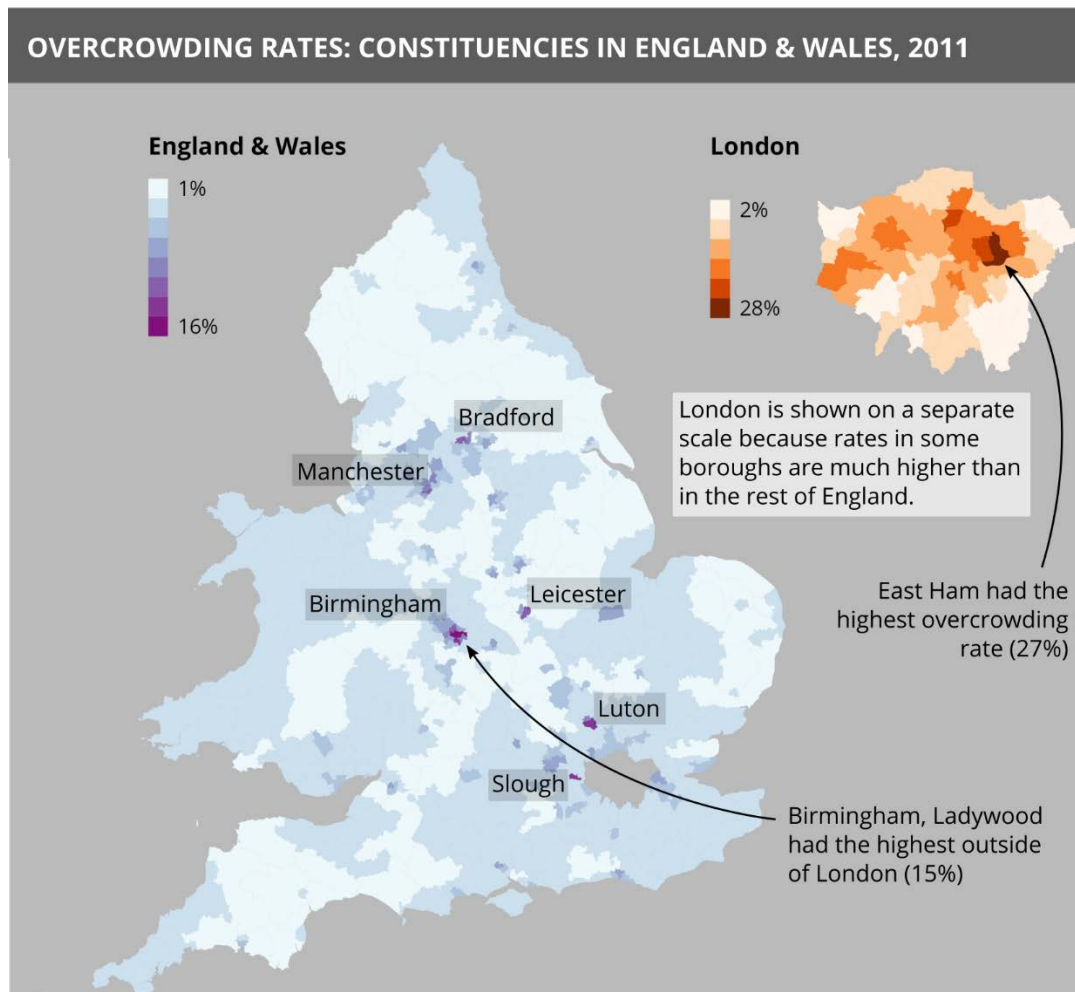 OVERCROWDING RATES: CONSTITUENCIES IN ENGLAND & WALES, 2011
England & Wales
1%
16%
London
2%
28%
London is shown on a separate
scale because rates in some
boroughs are much higher than
in the rest of England.
East Ham had the
highest overcrowding
rate (27%)
Bradford
Manchester
Birmingham
Leicester
Luton
Slough
Birmingham, Ladywood
had the highest outside
of London (15%)